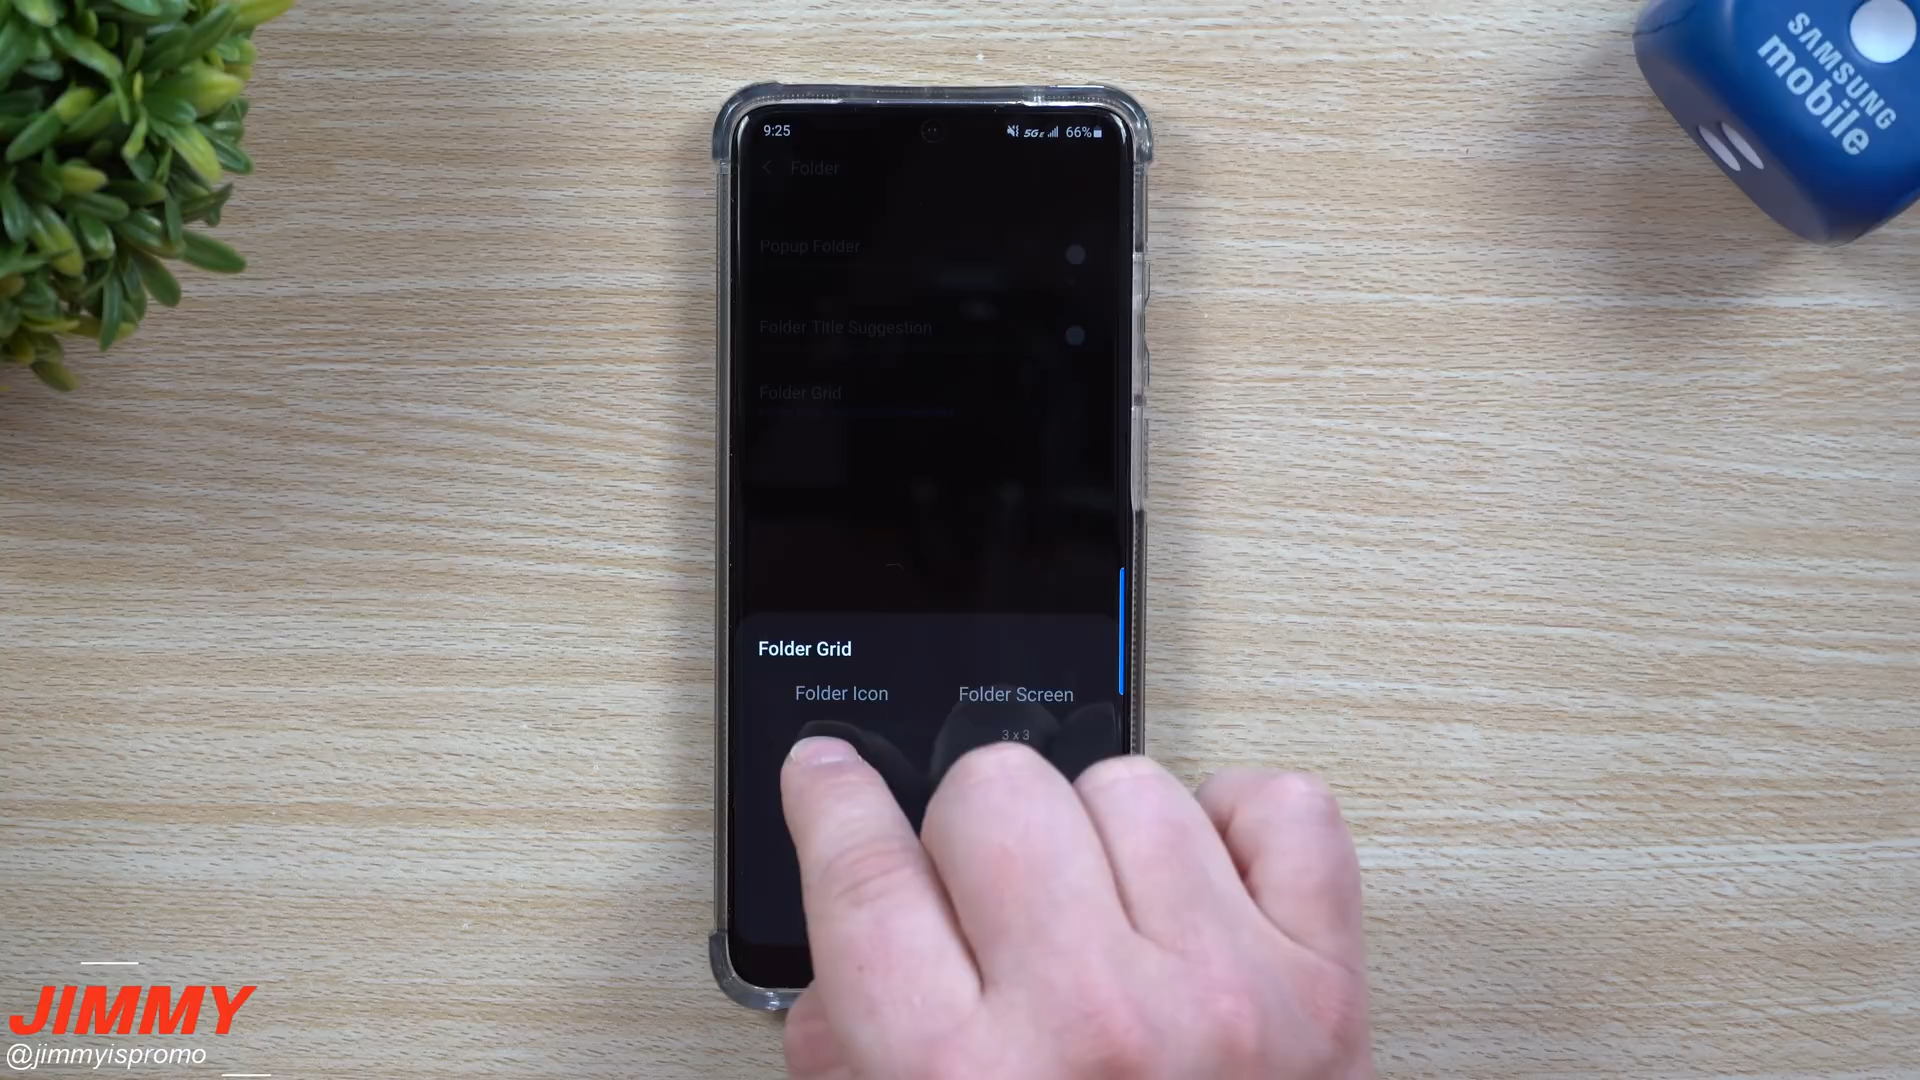 SAMSUNG
mobile
9:25
5GE 66%
Folder
Popup Folder
Folder Title Suggestion
Folder Grid
Folder Grid
Folder Icon Folder Screen
3 x 3
JIMMY
@jimmyispromo